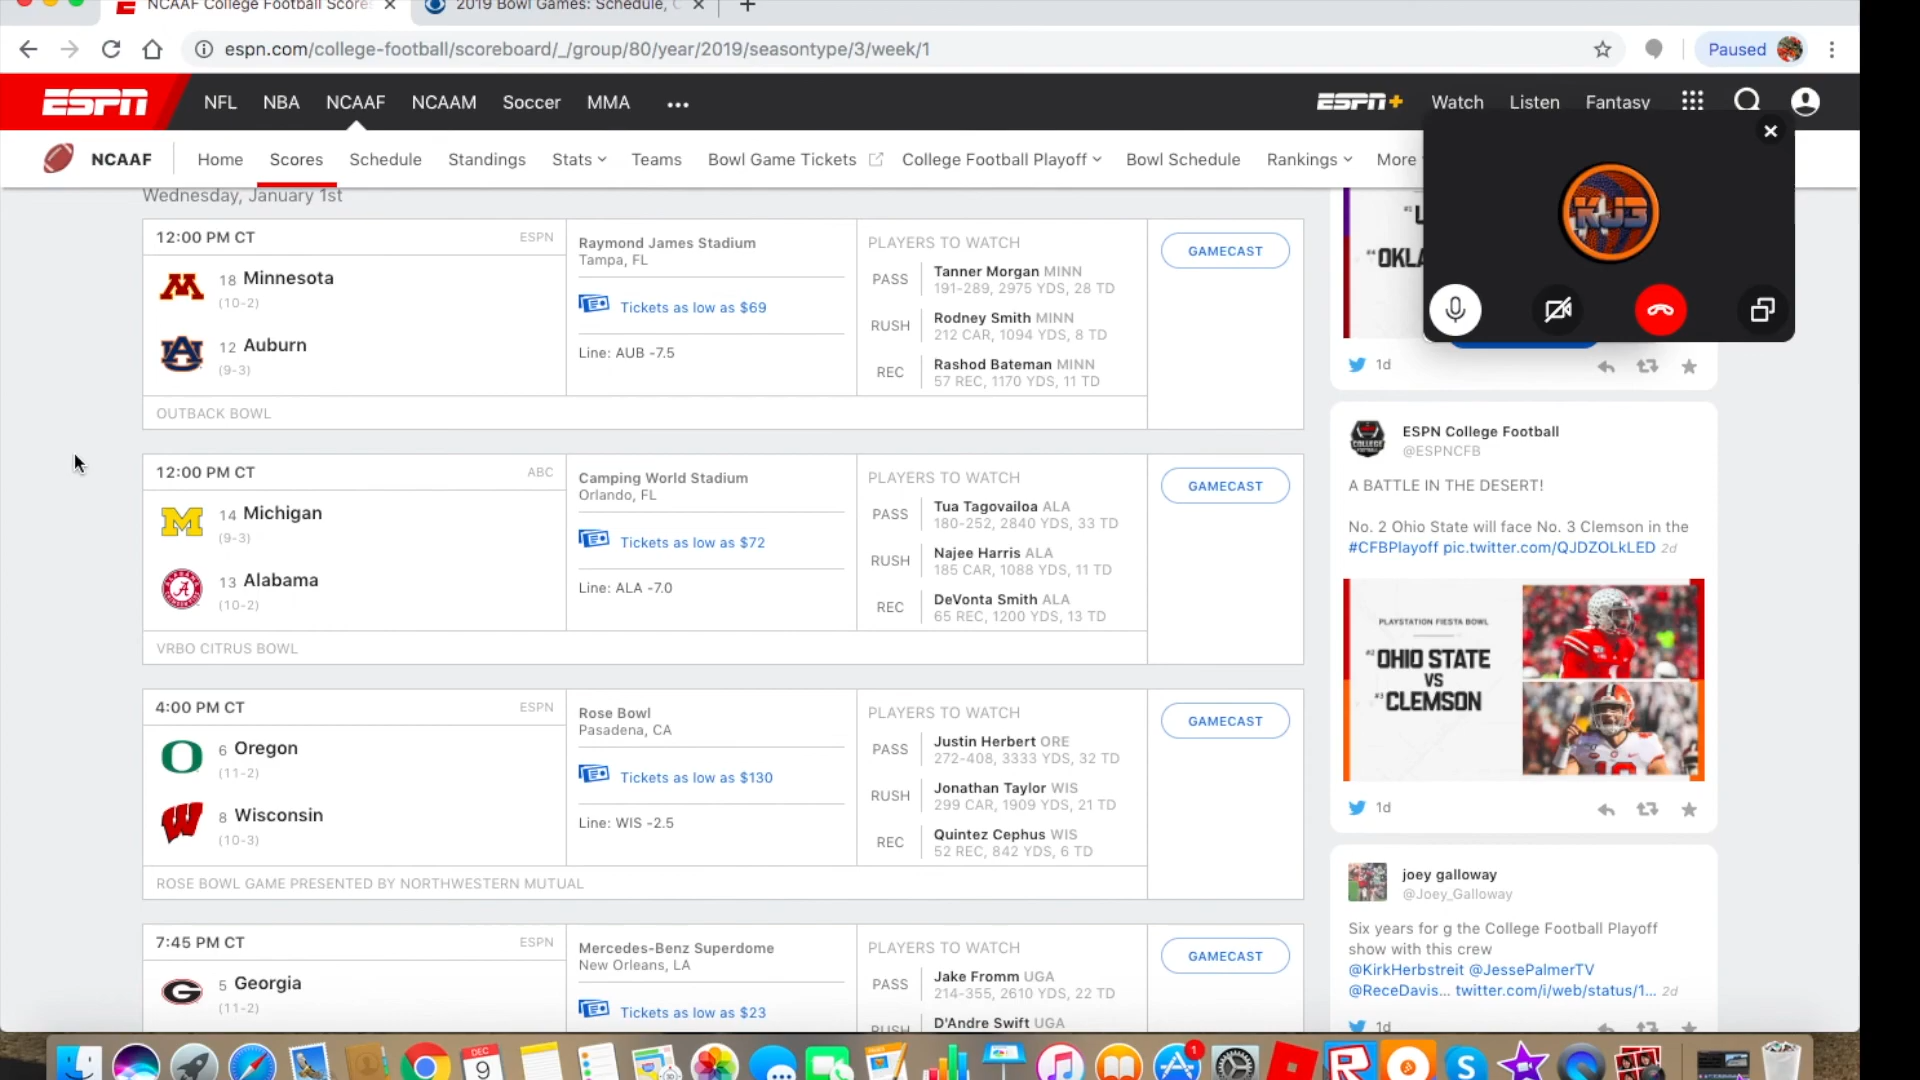 NCAAF College Football Scores
2019 Bowl Games: Schedule,
espn.com/college-football/scoreboard/_/group/80/year/2019/seasontype/3/week/1
Paused
ESPN
NFL
NBA
NCAAF
NCAAM
Soccer
MMA
ESPN+
Watch
Listen
Fantasy
NCAAF
Home
Scores
Schedule
Standings
Stats
Teams
Bowl Game Tickets
College Football Playoff
Bowl Schedule
Rankings
More
Wednesday, January 1st
12:00 PM CT
ESPN
18 Minnesota
(10-2)
12 Auburn
(9-3)
OUTBACK BOWL
Raymond James Stadium
Tampa, FL
Tickets as low as $69
Line: AUB -7.5
PLAYERS TO WATCH
PASS
Tanner Morgan MINN
191-289, 2975 YDS, 28 TD
RUSH
Rodney Smith MINN
212 CAR, 1094 YDS, 8 TD
REC
Rashod Bateman MINN
57 REC, 1170 YDS, 11 TD
GAMECAST
12:00 PM CT
ABC
14 Michigan
(9-3)
13 Alabama
(10-2)
VRBO CITRUS BOWL
Camping World Stadium
Orlando, FL
Tickets as low as $72
Line: ALA -7.0
PLAYERS TO WATCH
PASS
Tua Tagovailoa ALA
180-252, 2840 YDS, 33 TD
RUSH
Najee Harris ALA
185 CAR, 1088 YDS, 11 TD
REC
DeVonta Smith ALA
65 REC, 1200 YDS, 13 TD
GAMECAST
4:00 PM CT
ESPN
6 Oregon
(11-2)
8 Wisconsin
(10-3)
ROSE BOWL GAME PRESENTED BY NORTHWESTERN MUTUAL
Rose Bowl
Pasadena, CA
Tickets as low as $130
Line: WIS -2.5
PLAYERS TO WATCH
PASS
Justin Herbert ORE
272-408, 3333 YDS, 32 TD
RUSH
Jonathan Taylor WIS
299 CAR, 1909 YDS, 21 TD
REC
Quintez Cephus WIS
52 REC, 842 YDS, 6 TD
GAMECAST
7:45 PM CT
ESPN
5 Georgia
(11-2)
Mercedes-Benz Superdome
New Orleans, LA
Tickets as low as $23
PLAYERS TO WATCH
PASS
Jake Fromm UGA
214-355, 2610 YDS, 22 TD
RUSH
D'Andre Swift UGA
GAMECAST
KJ3
1d
ESPN College Football
@ESPNCFB
A BATTLE IN THE DESERT!
No. 2 Ohio State will face No. 3 Clemson in the
#CFBPlayoff pic.twitter.com/QJDZOLkLED 2d
PLAYSTATION FIESTA BOWL
#2 OHIO STATE
VS
#3 CLEMSON
1d
joey galloway
@Joey_Galloway
Six years for g the College Football Playoff
show with this crew
@KirkHerbstreit @JessePalmerTV
@ReceDavis... twitter.com/i/web/status/1... 2d
1d
DEC
9
1